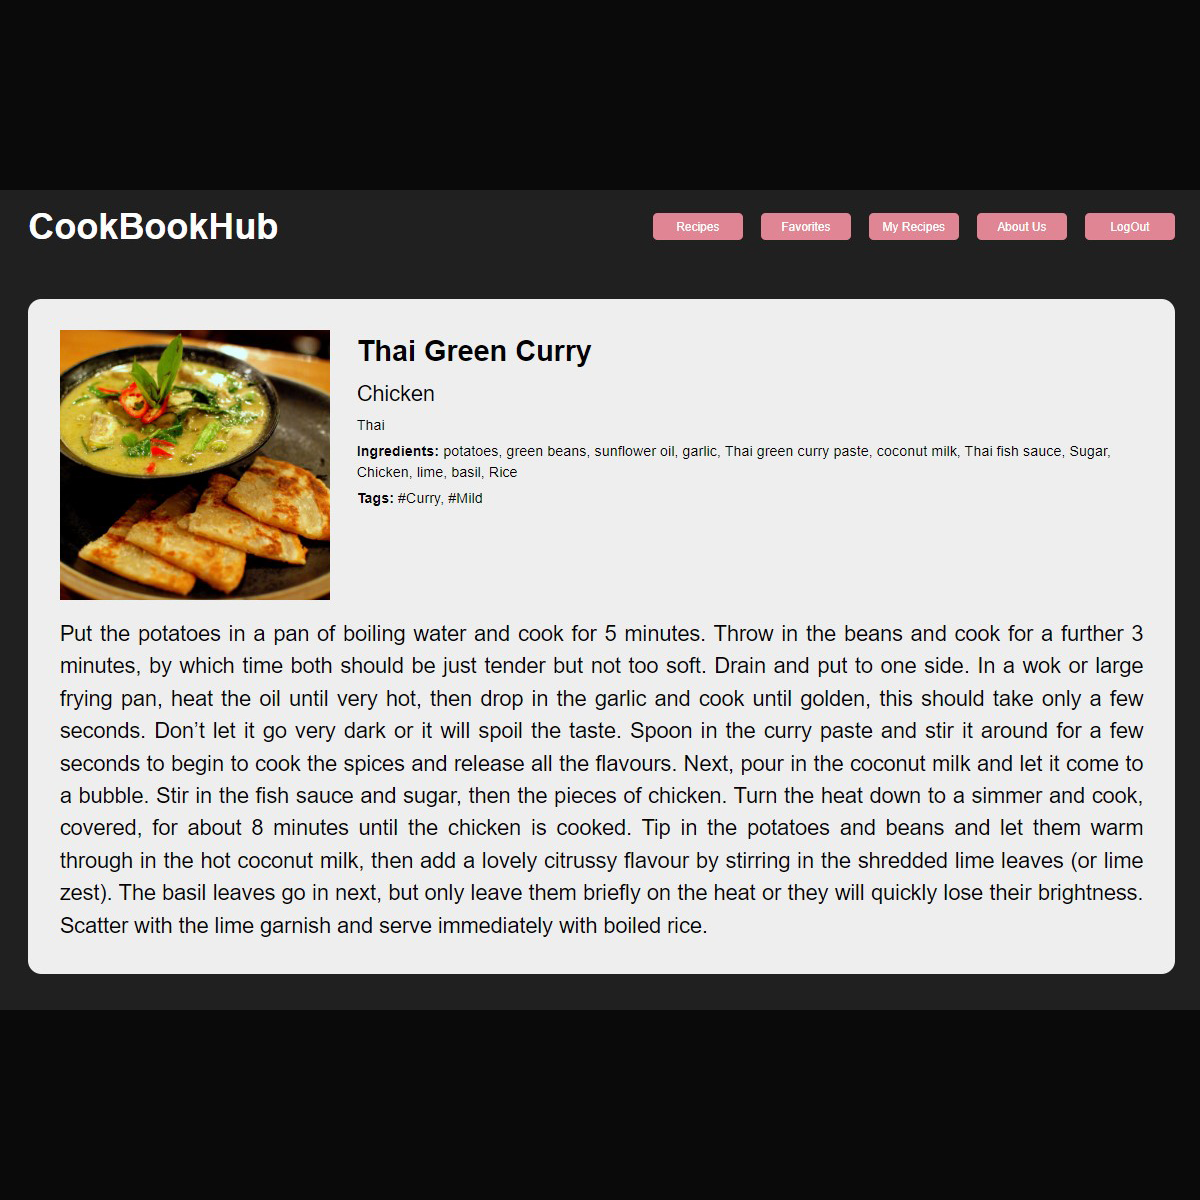 CookBookHub
Recipes
Favorites
My Recipes
About Us
LogOut
Thai Green Curry
Chicken
Thai
Ingredients: potatoes, green beans, sunflower oil, garlic, Thai green curry paste, coconut milk, Thai fish sauce, Sugar,
Chicken, lime, basil, Rice
Tags: #Curry, #Mild
Put the potatoes in a pan of boiling water and cook for 5 minutes. Throw in the beans and cook for a further 3
minutes, by which time both should be just tender but not too soft. Drain and put to one side. In a wok or large
frying pan, heat the oil until very hot, then drop in the garlic and cook until golden, this should take only a few
seconds. Don’t let it go very dark or it will spoil the taste. Spoon in the curry paste and stir it around for a few
seconds to begin to cook the spices and release all the flavours. Next, pour in the coconut milk and let it come to
a bubble. Stir in the fish sauce and sugar, then the pieces of chicken. Turn the heat down to a simmer and cook,
covered, for about 8 minutes until the chicken is cooked. Tip in the potatoes and beans and let them warm
through in the hot coconut milk, then add a lovely citrussy flavour by stirring in the shredded lime leaves (or lime
zest). The basil leaves go in next, but only leave them briefly on the heat or they will quickly lose their brightness.
Scatter with the lime garnish and serve immediately with boiled rice.